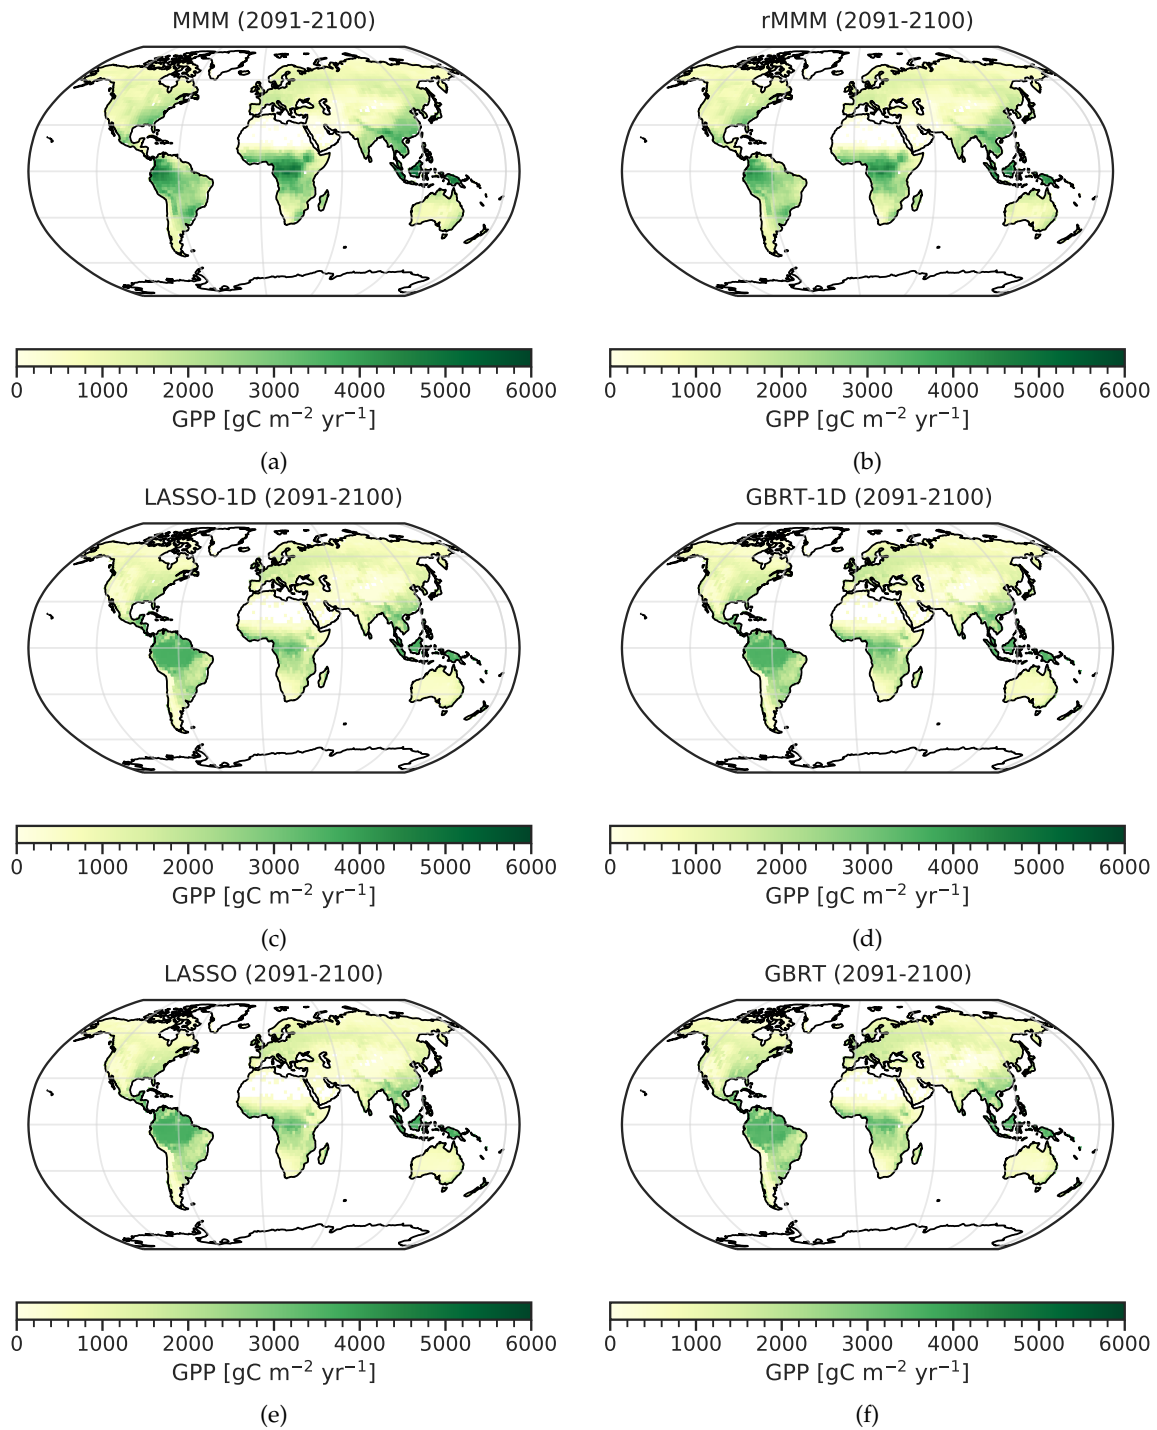 MMM (2091-2100)
rMMM (2091-2100)
0 1000 2000 3000 4000 5000 6000
GPP [gC m⁻² yr⁻¹]
0 1000 2000 3000 4000 5000 6000
GPP [gC m⁻² yr⁻¹]
(a)
(b)
LASSO-1D (2091-2100)
GBRT-1D (2091-2100)
0 1000 2000 3000 4000 5000 6000
GPP [gC m⁻² yr⁻¹]
0 1000 2000 3000 4000 5000 6000
GPP [gC m⁻² yr⁻¹]
(c)
(d)
LASSO (2091-2100)
GBRT (2091-2100)
0 1000 2000 3000 4000 5000 6000
GPP [gC m⁻² yr⁻¹]
0 1000 2000 3000 4000 5000 6000
GPP [gC m⁻² yr⁻¹]
(e)
(f)